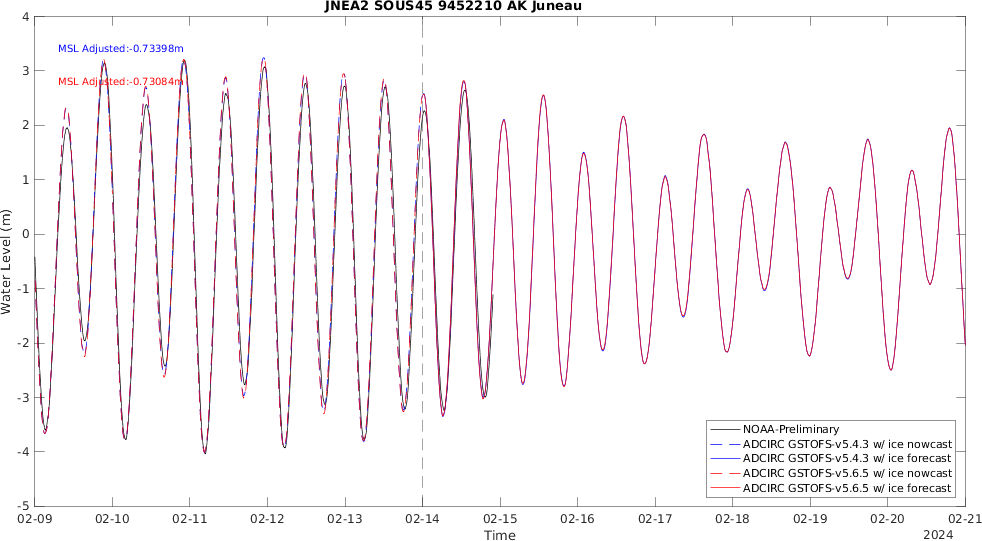 JNEA2 SOUS45 9452210 AK Juneau
4
3
2
1
0
-1
-2
-3
-4
-5
Water Level (m)
MSL Adjusted:-0.73398m
MSL Adjusted:-0.73084m
NOAA-Preliminary
ADCIRC GSTOFS-v5.4.3 w/ ice nowcast
ADCIRC GSTOFS-v5.4.3 w/ ice forecast
ADCIRC GSTOFS-v5.6.5 w/ ice nowcast
ADCIRC GSTOFS-v5.6.5 w/ ice forecast
02-09 02-10 02-11 02-12 02-13 02-14 02-15 02-16 02-17 02-18 02-19 02-20 02-21
Time
2024